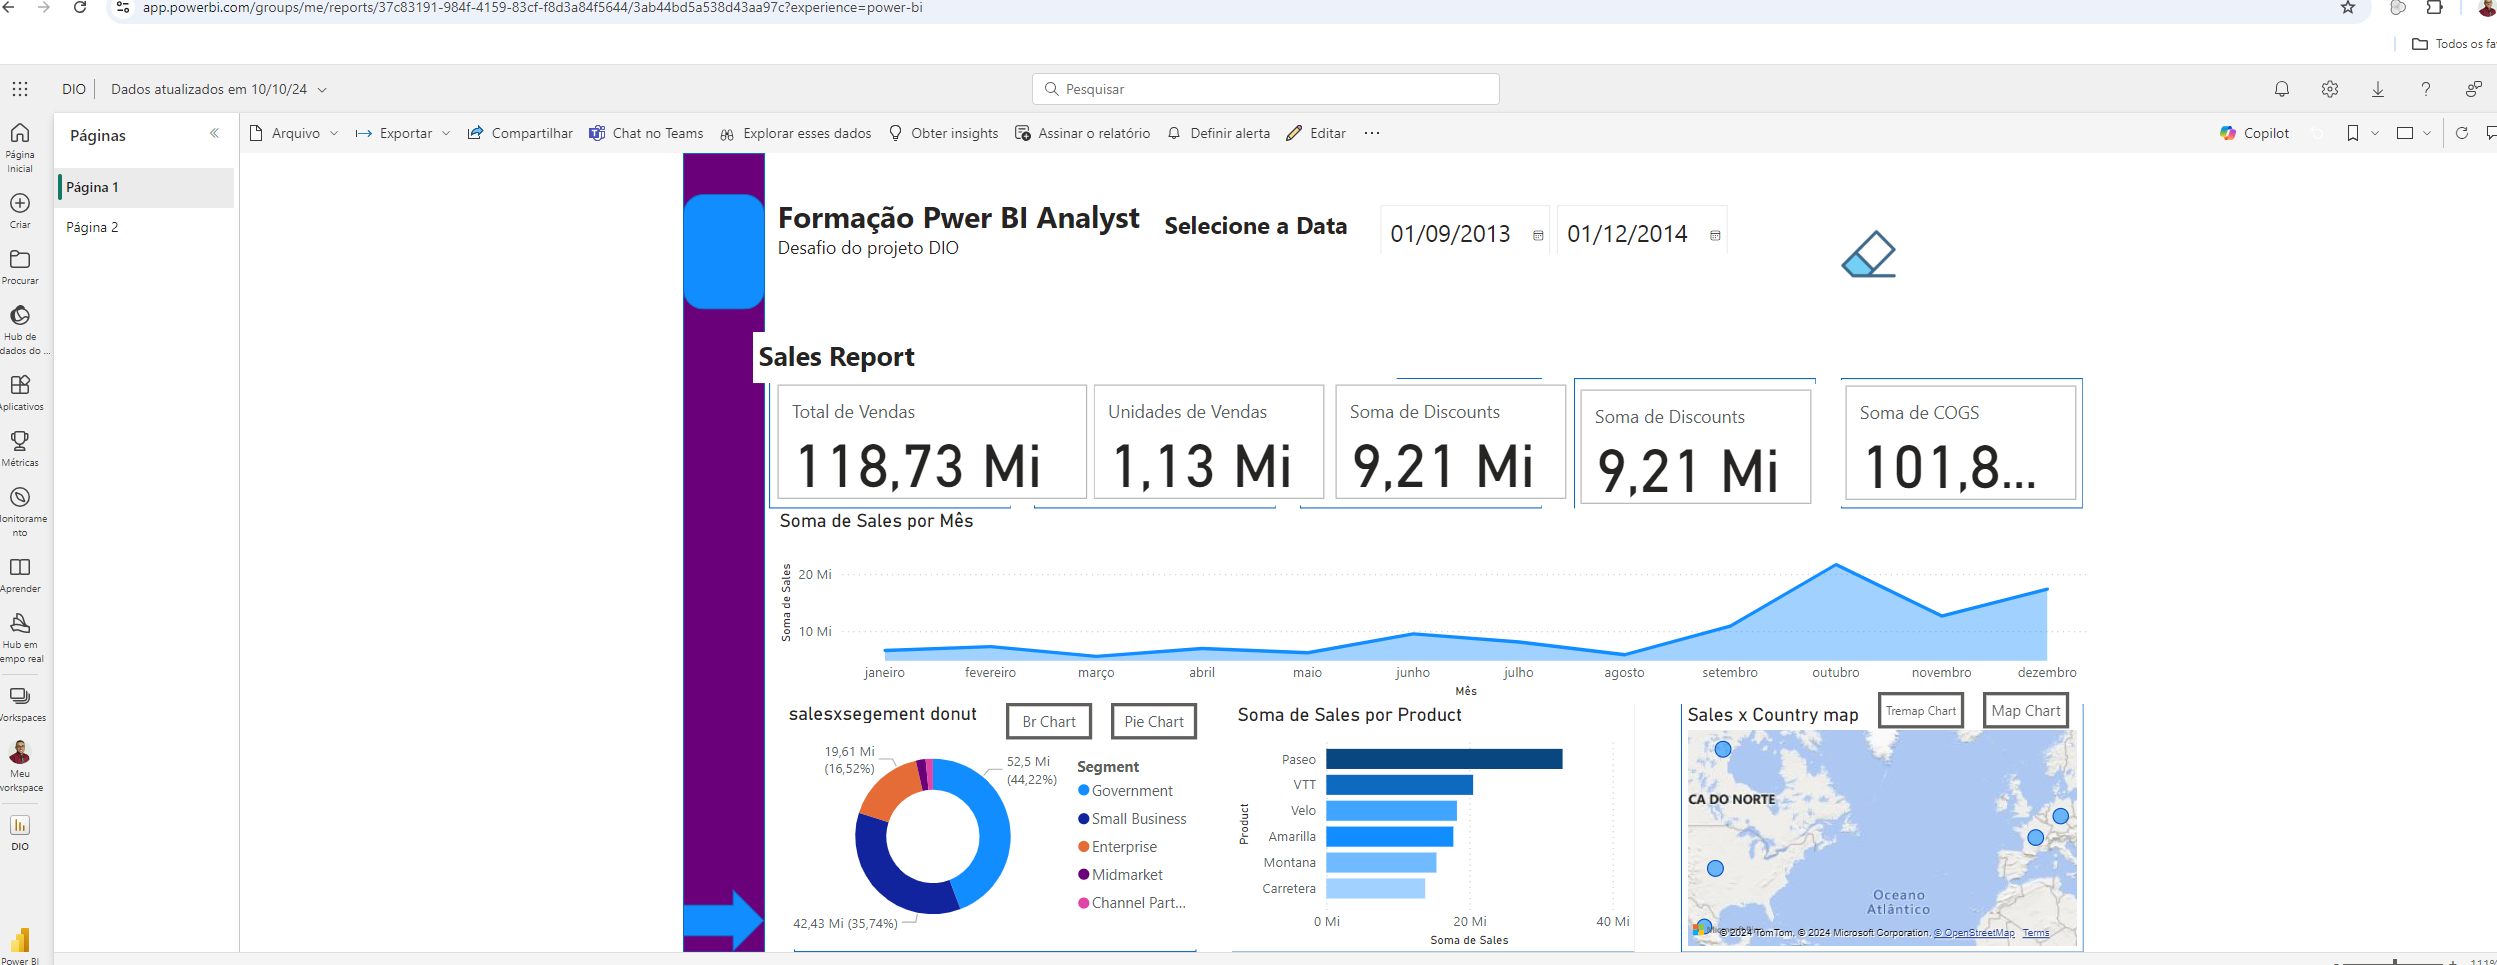 app.powerbi.com/groups/me/reports/37c83191-984f-4159-83cf-f8d3a84f5644/3ab44bd5a538d43aa97c?experience=power-bi
Todos os fa
DIO
Dados atualizados em 10/10/24
Pesquisar
Página Inicial
Criar
Procurar
Hub de dados do ...
Aplicativos
Métricas
Monitoramento
Aprender
Hub em tempo real
Workspaces
Meu workspace
DIO
Power BI
Páginas
Página 1
Página 2
Arquivo
Exportar
Compartilhar
Chat no Teams
Explorar esses dados
Obter insights
Assinar o relatório
Definir alerta
Editar
...
Copilot
Formação Pwer BI Analyst
Desafio do projeto DIO
Selecione a Data
01/09/2013
01/12/2014
Sales Report
Total de Vendas
118,73 Mi
Unidades de Vendas
1,13 Mi
Soma de Discounts
9,21 Mi
Soma de Discounts
9,21 Mi
Soma de COGS
101,8...
Soma de Sales por Mês
Soma de Sales
20 Mi
10 Mi
janeiro fevereiro março abril maio junho julho agosto setembro outubro novembro dezembro
Mês
salesxsegement donut
Br Chart
Pie Chart
19,61 Mi
(16,52%)
52,5 Mi
(44,22%)
42,43 Mi (35,74%)
Segment
Government
Small Business
Enterprise
Midmarket
Channel Part...
Soma de Sales por Product
Product
Paseo
VTT
Velo
Amarilla
Montana
Carretera
0 Mi 20 Mi 40 Mi
Soma de Sales
Sales x Country map
Tremap Chart
Map Chart
CA DO NORTE
Oceano
Atlântico
© 2024 TomTom, © 2024 Microsoft Corporation, © OpenStreetMap Terms
111%